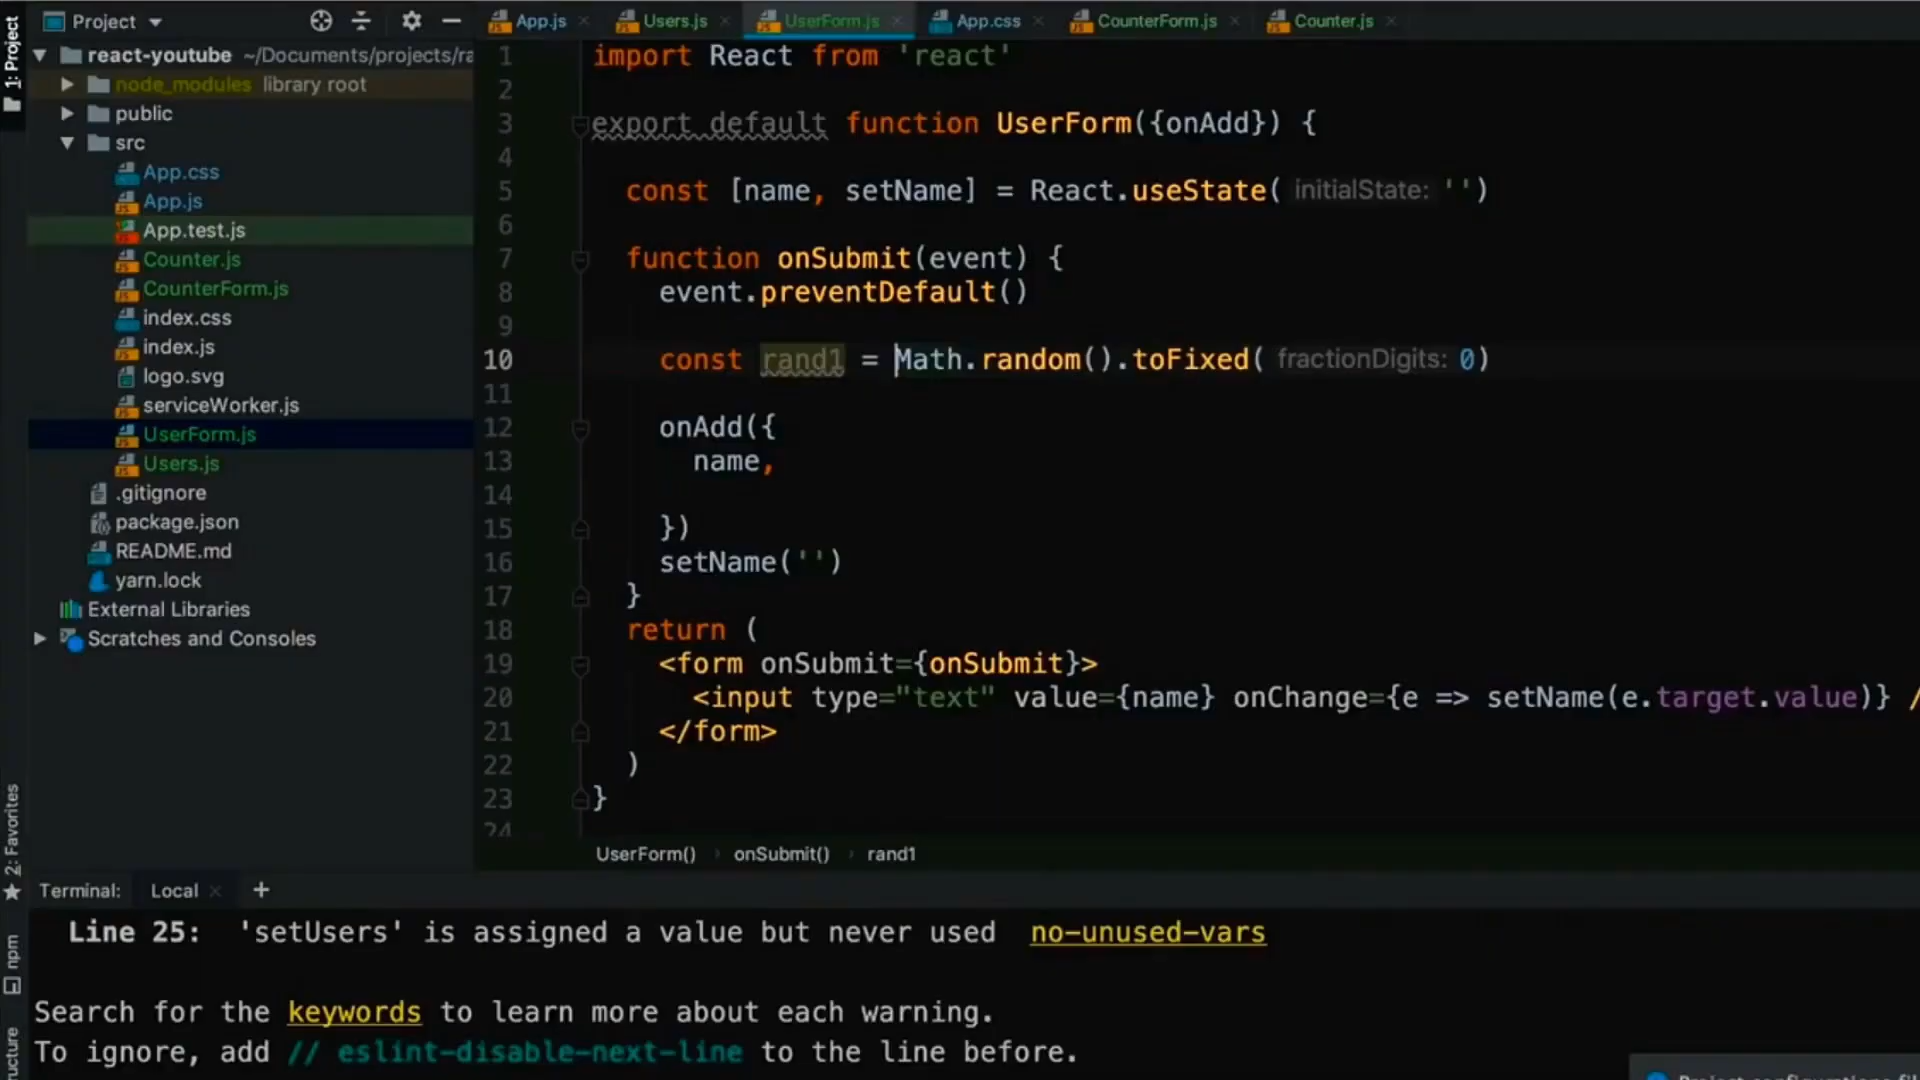 Project
App.js
Users.js
UserForm.js
App.css
CounterForm.js
Counter.js
1: Project
react-youtube ~/Documents/projects/ra
node_modules library root
public
src
App.css
App.js
App.test.js
Counter.js
CounterForm.js
index.css
index.js
logo.svg
serviceWorker.js
UserForm.js
Users.js
.gitignore
package.json
README.md
yarn.lock
External Libraries
Scratches and Consoles
2: Favorites
npm
1 import React from 'react'
2
3 export default function UserForm({onAdd}) {
4
5 const [name, setName] = React.useState( initialState: '')
6
7 function onSubmit(event) {
8 event.preventDefault()
9
10 const rand1 = Math.random().toFixed( fractionDigits: 0)
11
12 onAdd({
13 name,
14
15 })
16 setName('')
17 }
18 return (
19 <form onSubmit={onSubmit}>
20 <input type="text" value={name} onChange={e => setName(e.target.value)} /
21 </form>
22 )
23 }
24
UserForm() › onSubmit() › rand1
Terminal: Local × +
Line 25: 'setUsers' is assigned a value but never used no-unused-vars
Search for the keywords to learn more about each warning.
To ignore, add // eslint-disable-next-line to the line before.